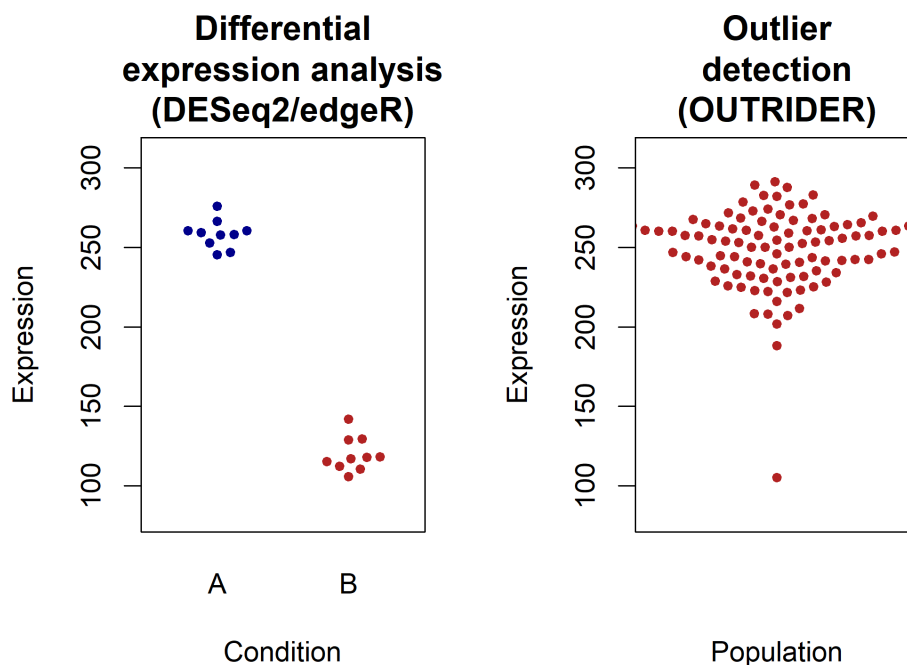 Differential
expression analysis
(DESeq2/edgeR)
Expression
300
250
200
150
100
A B
Condition
Outlier
detection
(OUTRIDER)
Expression
300
250
200
150
100
Population